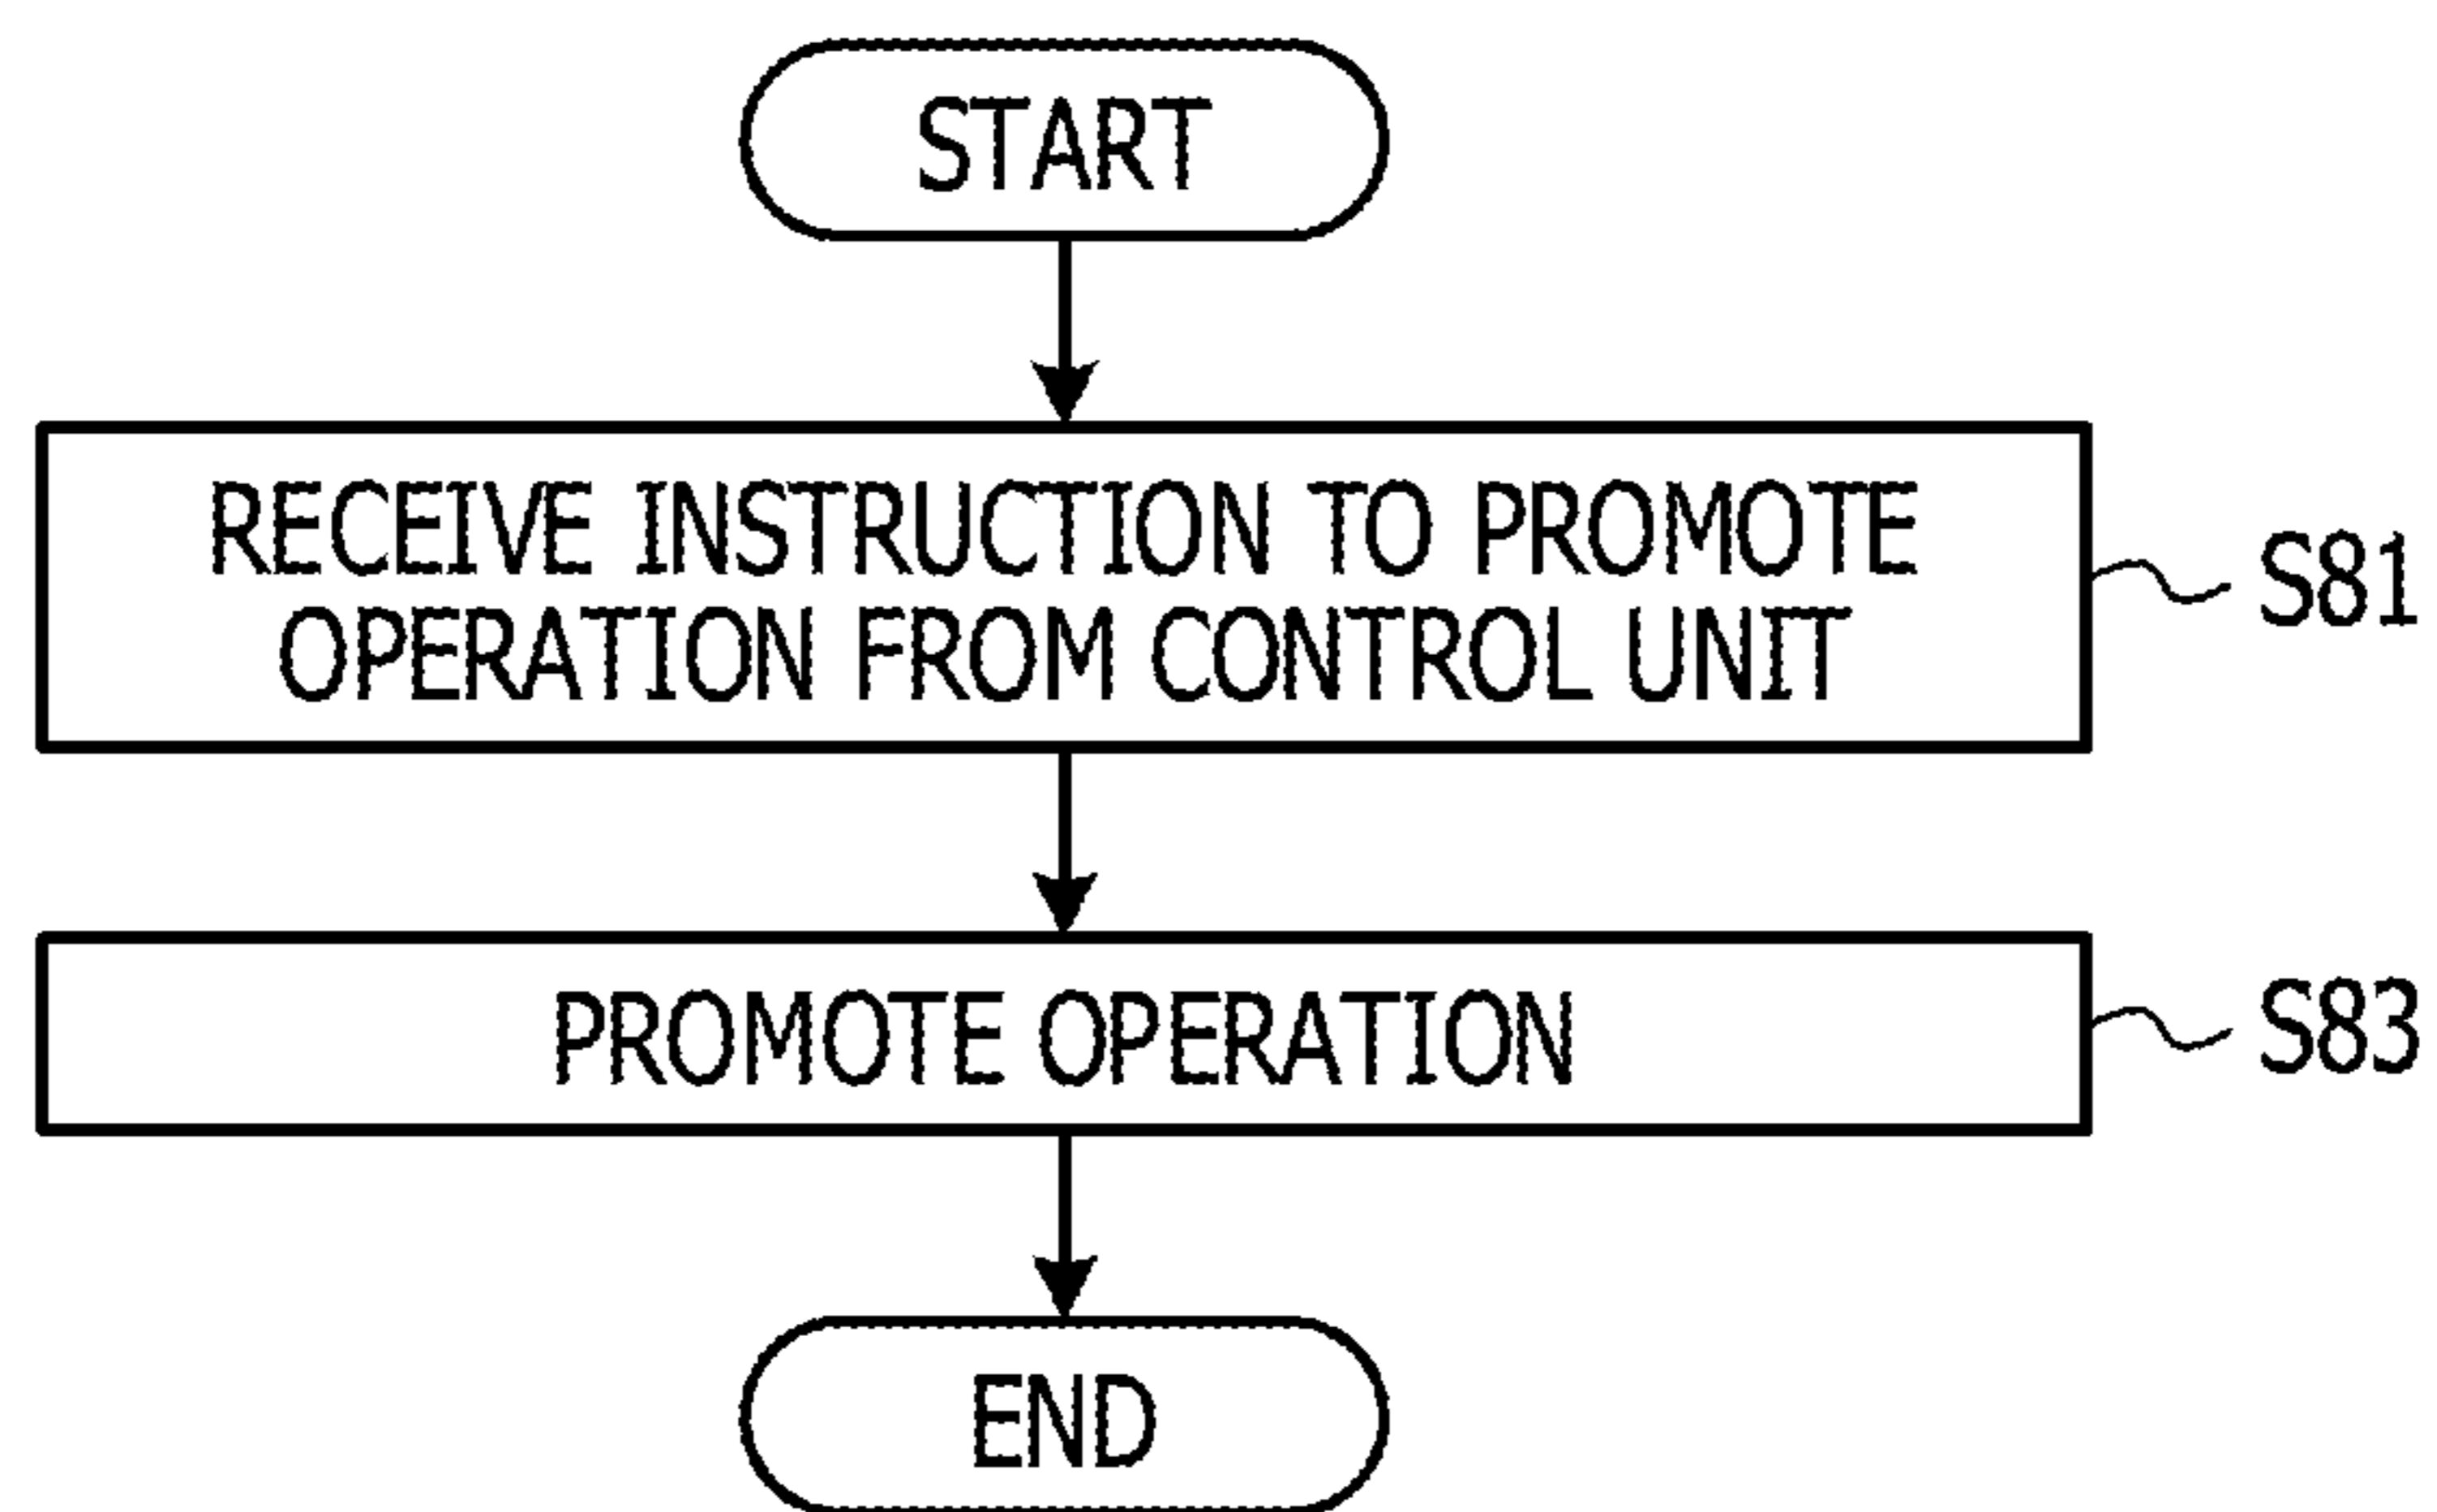 START
RECEIVE INSTRUCTION TO PROMOTE
OPERATION FROM CONTROL UNIT
S81
PROMOTE OPERATION
S83
END